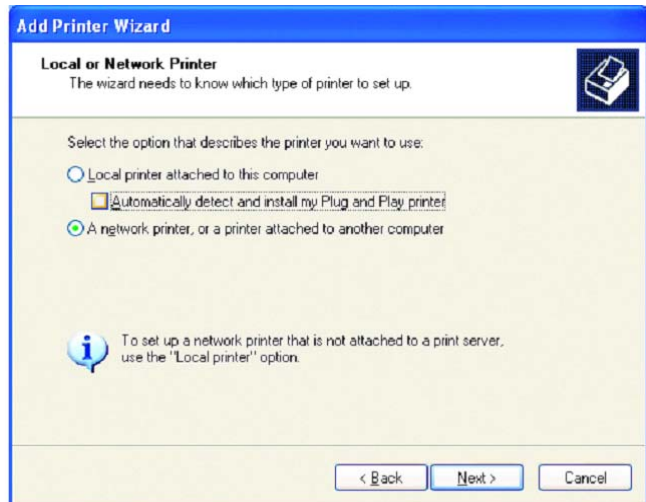 Add Printer Wizard
Local or Network Printer
The wizard needs to know which type of printer to set up.
Select the option that describes the printer you want to use:
Local printer attached to this computer
Automatically detect and install my Plug and Play printer
A network printer, or a printer attached to another computer
To set up a network printer that is not attached to a print server,
use the "Local printer" option.
< Back Next > Cancel